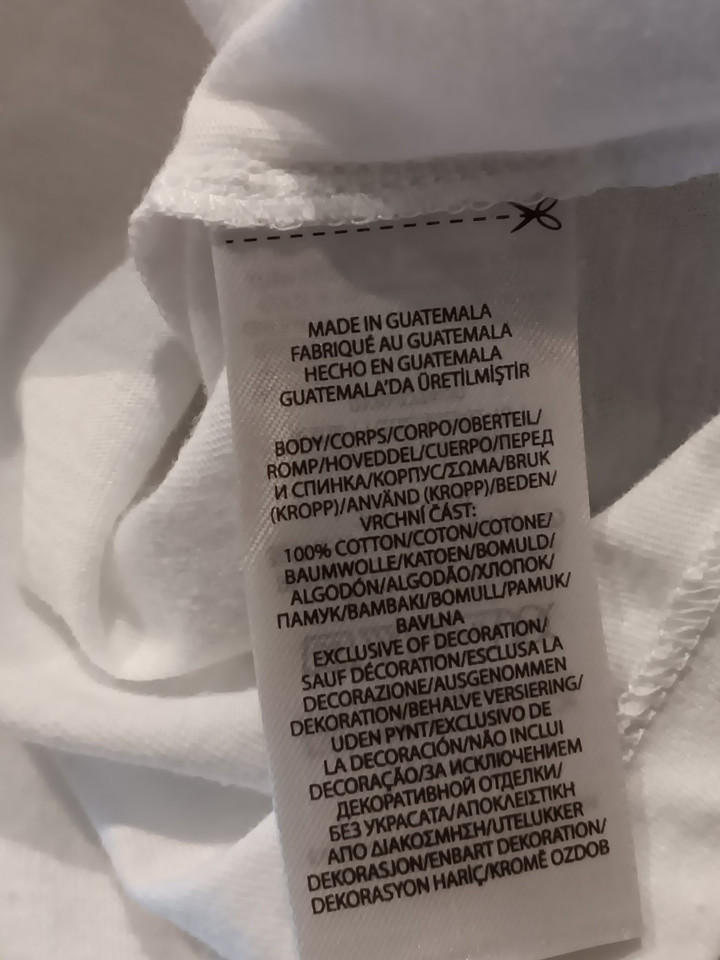 MADE IN GUATEMALA
FABRIQUÉ AU GUATEMALA
HECHO EN GUATEMALA
GUATEMALA'DA ÜRETİLMİŞTİR
BODY/CORPS/CORPO/OBERTEIL/
ROMP/HOVEDDEL/CUERPO/ПЕРЕД
И СПИНКА/КОРПУС/ΣΩΜΑ/BRUK
(KROPP)/ANVÄND (KROPP)/BEDEN/
VRCHNÍ ČÁST:
100% COTTON/COTON/COTONE/
BAUMWOLLE/KATOEN/BOMULD/
ALGODÓN/ALGODÃO/ХЛОПОК/
ПАМУК/ΒΑΜΒΑΚΙ/BOMULL/PAMUK/
BAVLNA
EXCLUSIVE OF DECORATION/
SAUF DÉCORATION/ESCLUSA LA
DECORAZIONE/AUSGENOMMEN
DEKORATION/BEHALVE VERSIERING/
UDEN PYNT/EXCLUSIVO DE
LA DECORACIÓN/NÃO INCLUI
DECORAÇÃO/ЗА ИСКЛЮЧЕНИЕМ
ДЕКОРАТИВНОЙ ОТДЕЛКИ/
БЕЗ УКРАСАТА/ΑΠΟΚΛΕΙΣΤΙΚΗ
ΑΠΟ ΔΙΑΚΟΣΜΗΣΗ/UTELUKKER
DEKORASJON/ENBART DEKORATION/
DEKORASYON HARİÇ/KROMĚ OZDOB